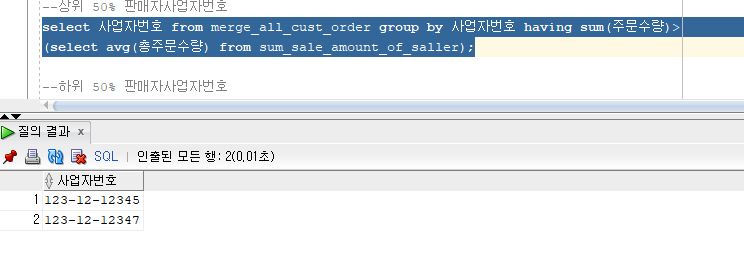 --상위 50% 판매자사업자번호
select 사업자번호 from merge_all_cust_order group by 사업자번호 having sum(주문수량)>
(select avg(총주문수량) from sum_sale_amount_of_saller);
--하위 50% 판매자사업자번호
질의 결과 x
SQL | 인출된 모든 행: 2(0,01초)
사업자번호
1 123-12-12345
2 123-12-12347